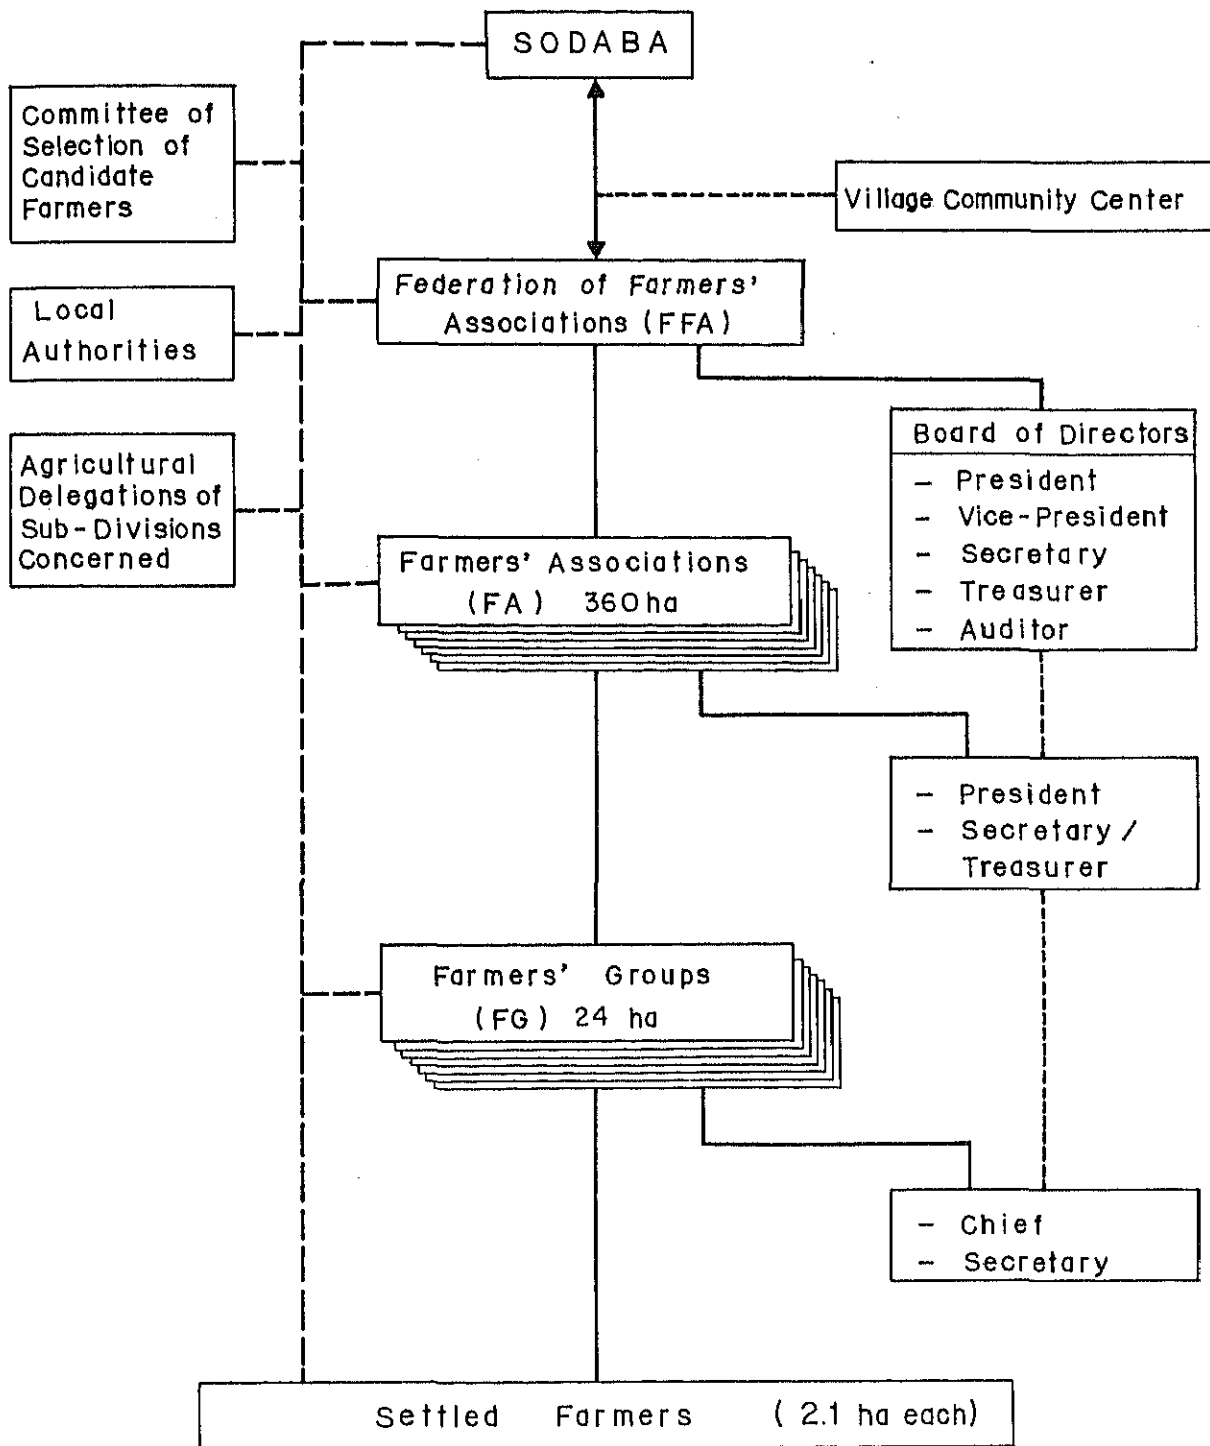 SODABA
Committee of
Selection of
Candidate
Farmers
Village Community Center
Federation of Farmers'
Associations (FFA)
Local
Authorities
Board of Directors
- President
- Vice-President
- Secretary
- Treasurer
- Auditor
Agricultural
Delegations of
Sub-Divisions
Concerned
Farmers' Associations
(FA) 360 ha
- President
- Secretary /
Treasurer
Farmers' Groups
(FG) 24 ha
- Chief
- Secretary
Settled Farmers (2.1 ha each)